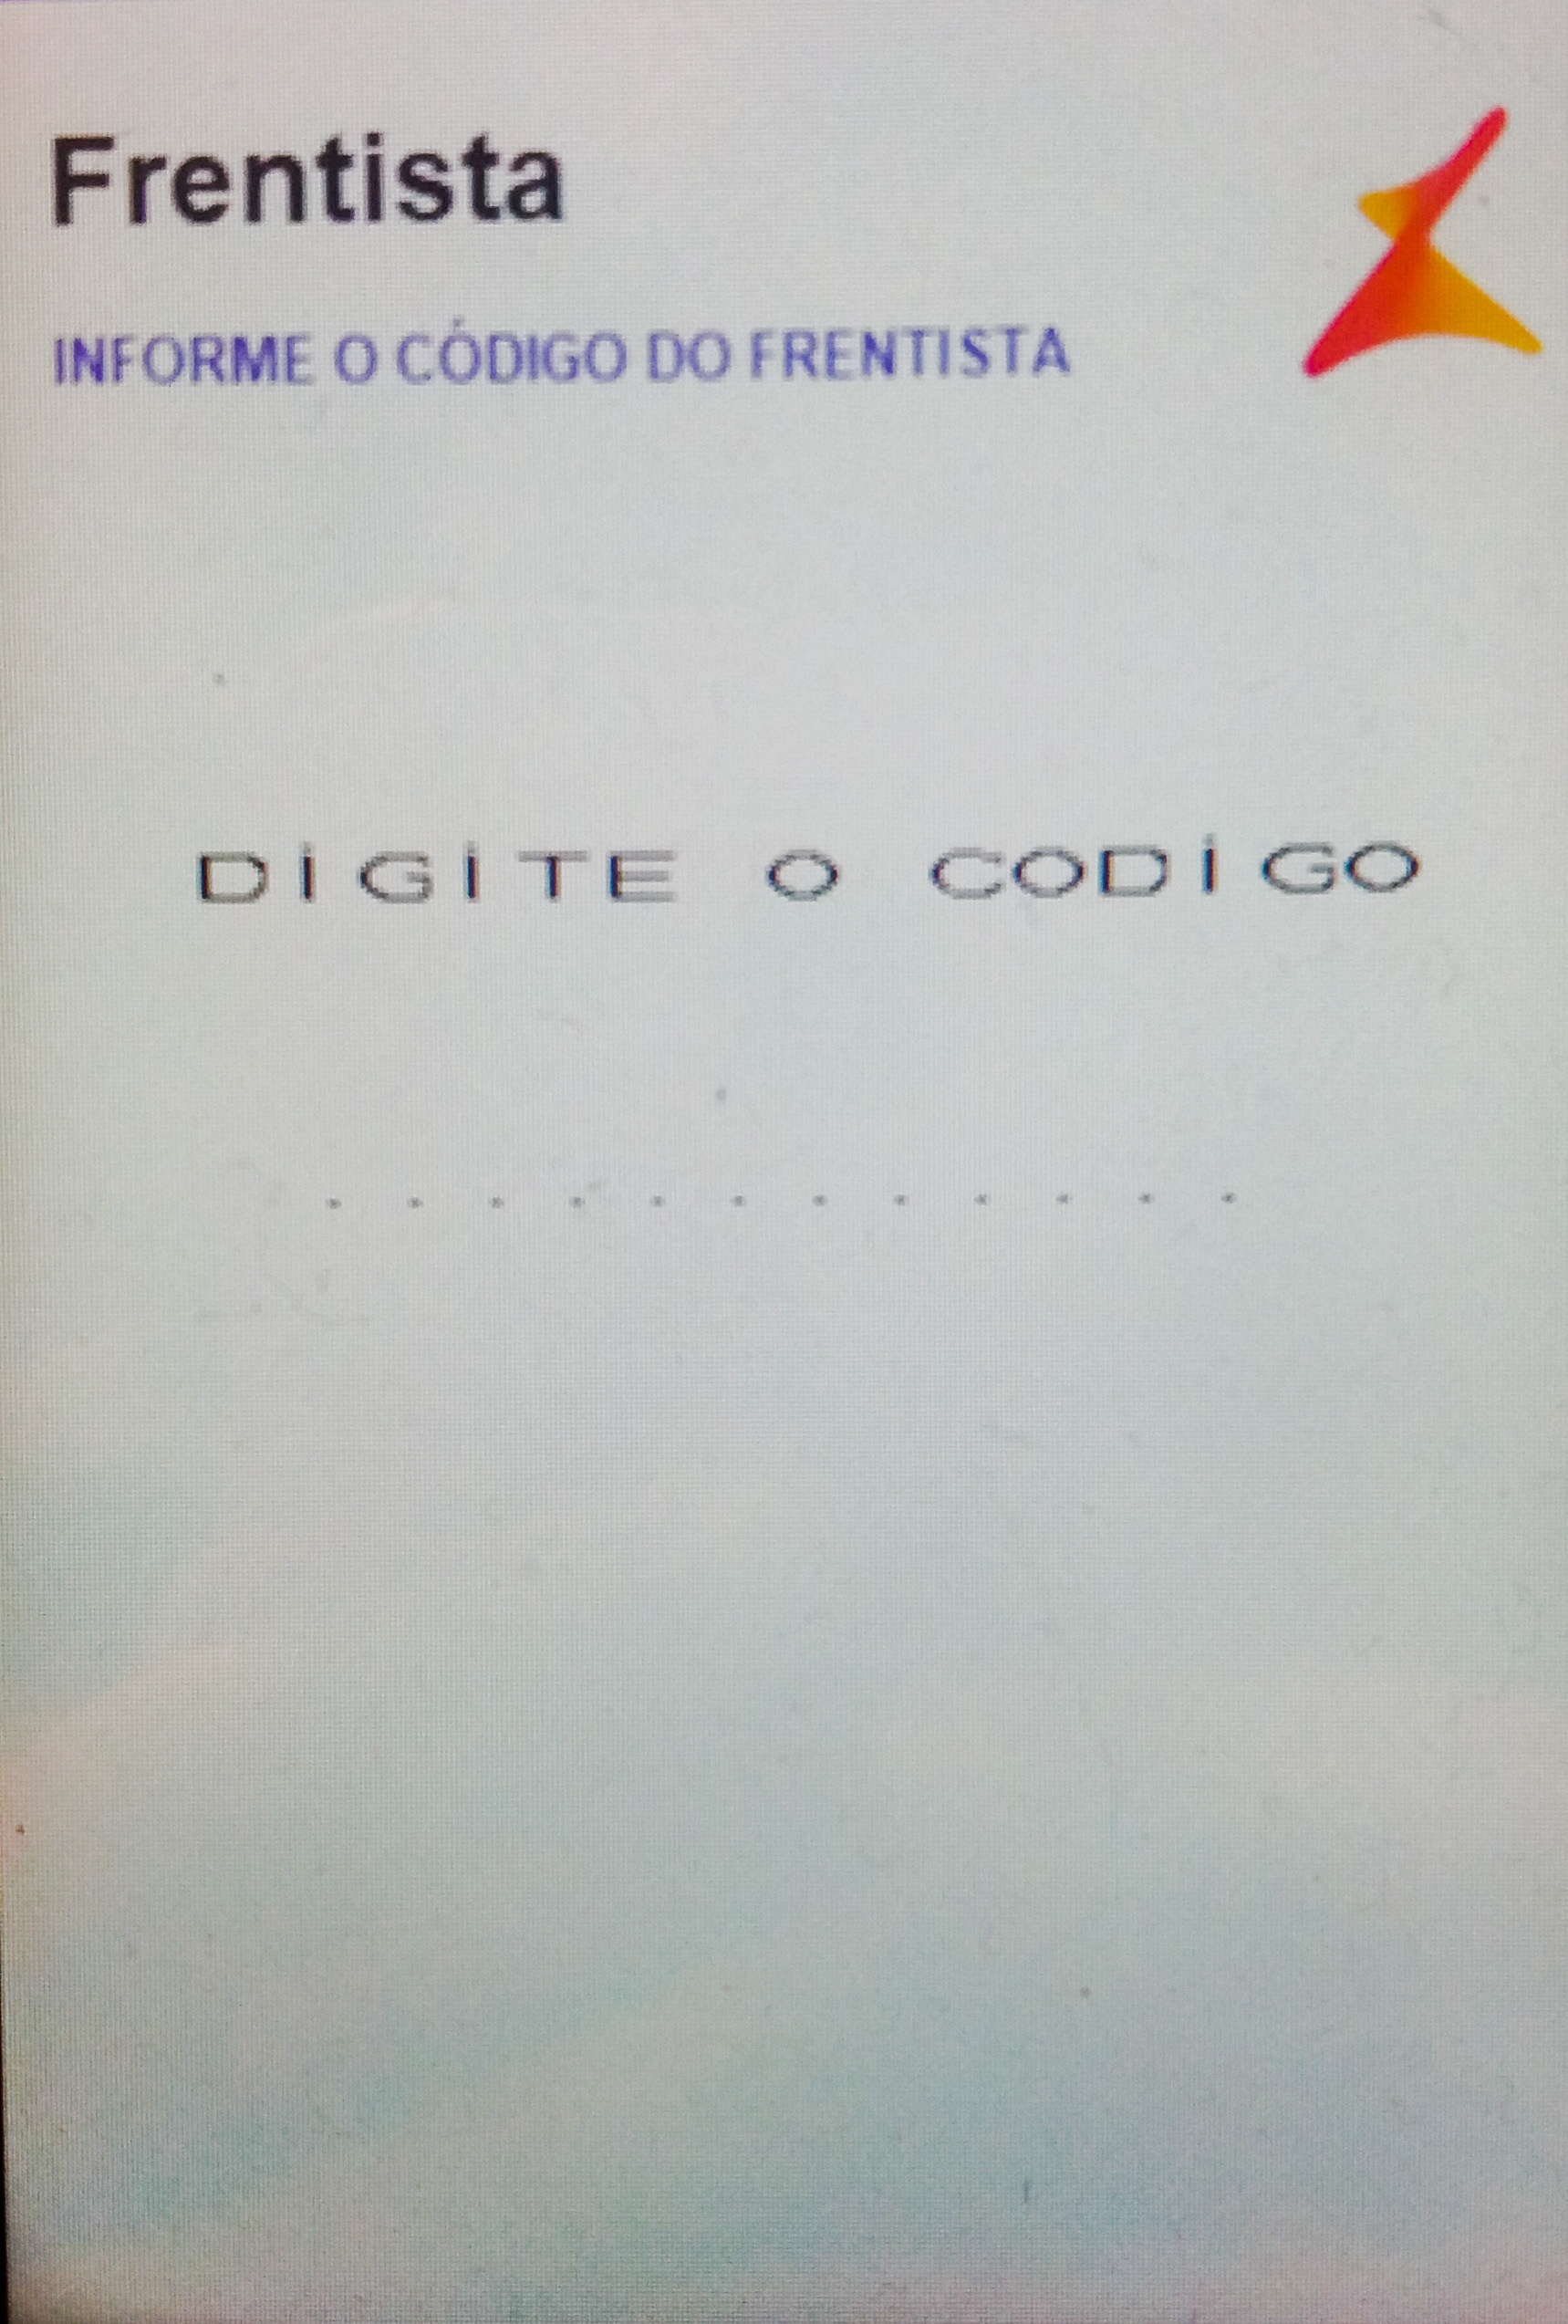 Frentista
INFORME O CÓDIGO DO FRENTISTA
DIGITE O CODIGO
. . . . . . . . . . . .